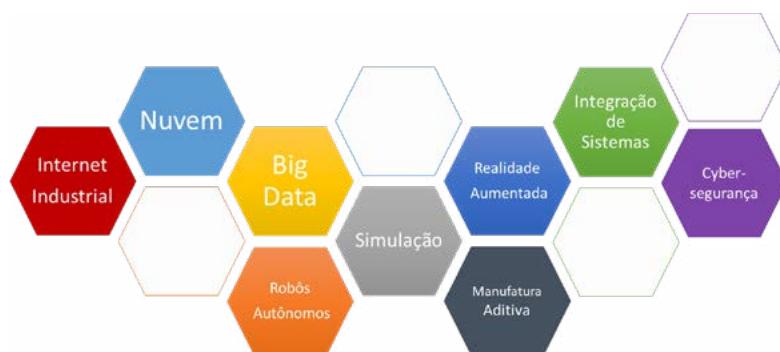 Internet
Industrial
Nuvem
Big
Data
Robôs
Autônomos
Simulação
Realidade
Aumentada
Manufatura
Aditiva
Integração
de
Sistemas
Cyber-
segurança